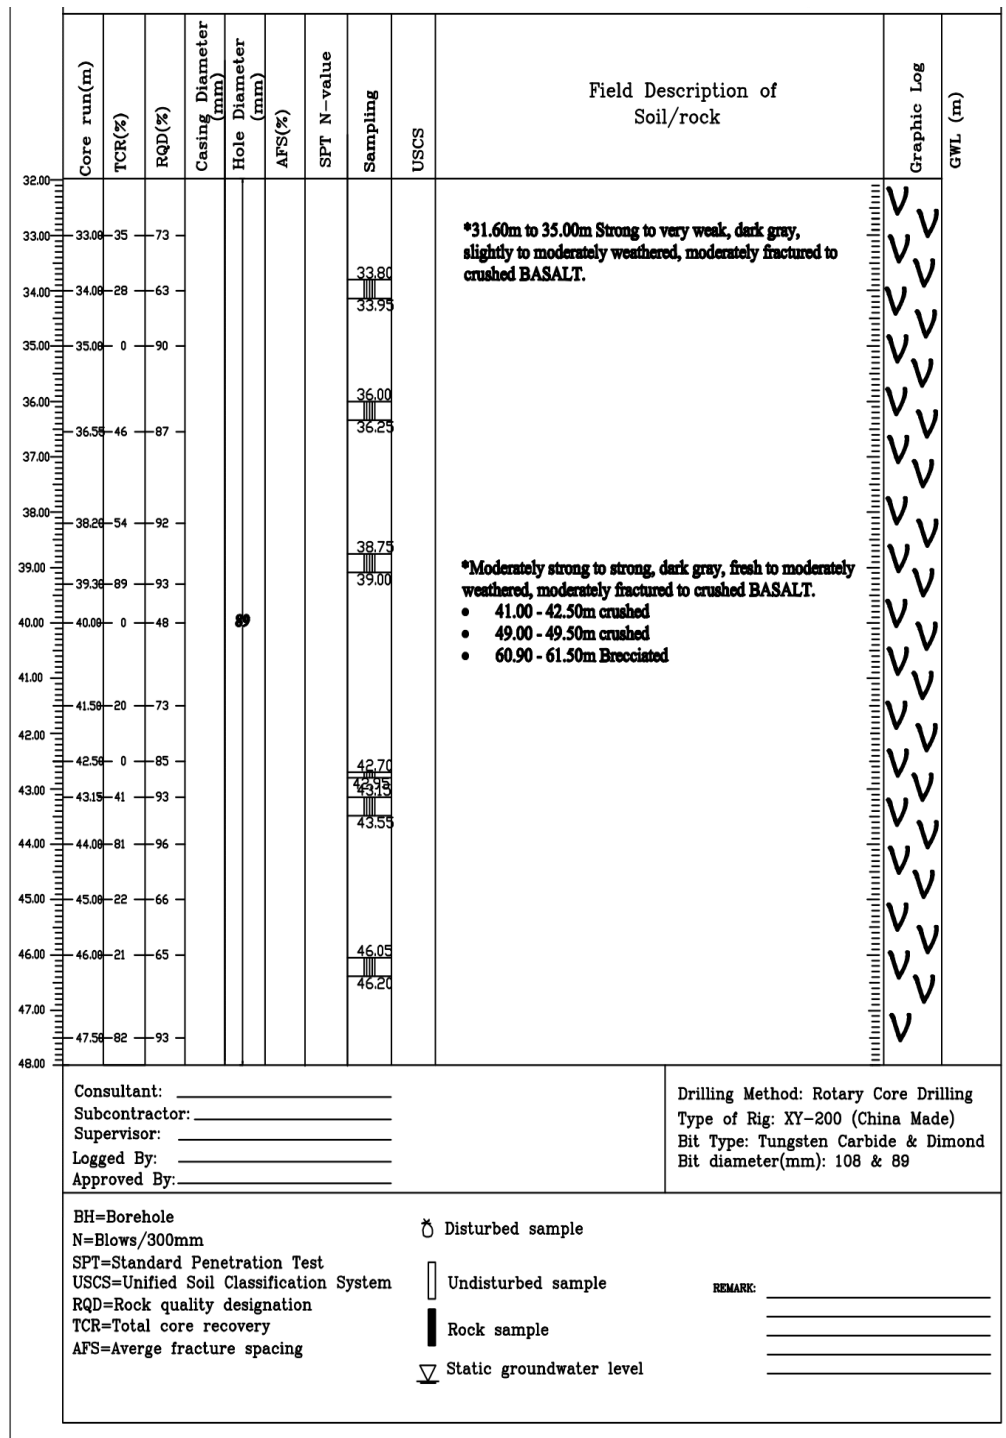 Core run(m)
TCR(%)
RQD(%)
Casing Diameter
(mm)
Hole Diameter
(mm)
AFS(%)
SPT N-value
Sampling
USCS
Field Description of
Soil/rock
Graphic Log
GWL (m)
32.00
33.00 33.00 35 73
34.00 34.00 28 63
35.00 35.00 0 90
36.00
36.55 46 87
37.00
38.00
38.20 54 92
39.00
39.30 89 93
40.00 40.00 0 48
89
41.00
41.50 20 73
42.00
42.50 0 85
43.00
43.15 41 93
44.00 44.00 81 96
45.00 45.00 22 66
46.00 46.00 21 65
47.00
47.50 82 93
48.00
33.80
33.95
36.00
36.25
38.75
39.00
42.70
42.95
43.15
43.55
46.05
46.20
*31.60m to 35.00m Strong to very weak, dark gray,
slightly to moderately weathered, moderately fractured to
crushed BASALT.
*Moderately strong to strong, dark gray, fresh to moderately
weathered, moderately fractured to crushed BASALT.
• 41.00 - 42.50m crushed
• 49.00 - 49.50m crushed
• 60.90 - 61.50m Brecciated
Consultant:
Subcontractor:
Supervisor:
Logged By:
Approved By:
Drilling Method: Rotary Core Drilling
Type of Rig: XY-200 (China Made)
Bit Type: Tungsten Carbide & Dimond
Bit diameter(mm): 108 & 89
BH=Borehole
N=Blows/300mm
SPT=Standard Penetration Test
USCS=Unified Soil Classification System
RQD=Rock quality designation
TCR=Total core recovery
AFS=Averge fracture spacing
Disturbed sample
Undisturbed sample
Rock sample
Static groundwater level
REMARK: